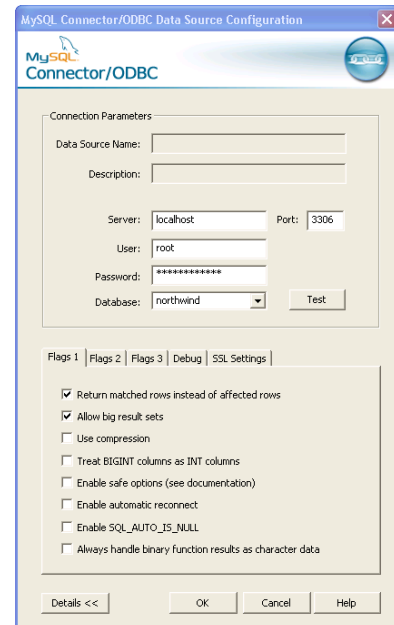 MySQL Connector/ODBC Data Source Configuration
MySQL
Connector/ODBC
Connection Parameters
Data Source Name:
Description:
Server: localhost Port: 3306
User: root
Password: ************
Database: northwind Test
Flags 1 Flags 2 Flags 3 Debug SSL Settings
Return matched rows instead of affected rows
Allow big result sets
Use compression
Treat BIGINT columns as INT columns
Enable safe options (see documentation)
Enable automatic reconnect
Enable SQL_AUTO_IS_NULL
Always handle binary function results as character data
Details << OK Cancel Help